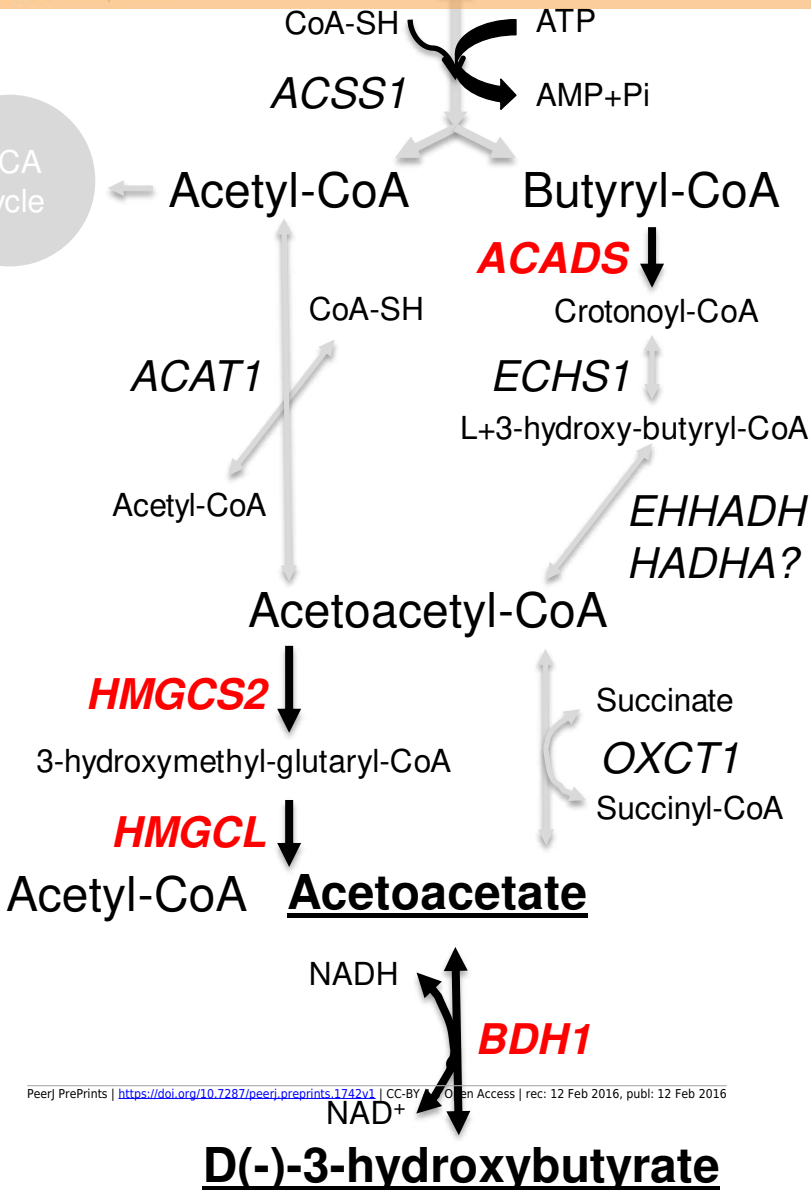 CoA-SH
ATP
ACSS1
AMP+Pi
CA
Acetyl-CoA
Butyryl-CoA
ACADS
CoA-SH
Crotonoyl-CoA
ACAT1
ECHS1
L+3-hydroxy-butyryl-CoA
Acetyl-CoA
EHHADH
HADHA?
Acetoacetyl-CoA
HMGCS2
Succinate
3-hydroxymethyl-glutaryl-CoA
OXCT1
Succinyl-CoA
HMGCL
Acetyl-CoA
Acetoacetate
NADH
BDH1
PeerJ PrePrints | https://doi.org/10.7287/peerj.preprints.1742v1 | CC-BY Open Access | rec: 12 Feb 2016, publ: 12 Feb 2016
NAD+
D(-)-3-hydroxybutyrate